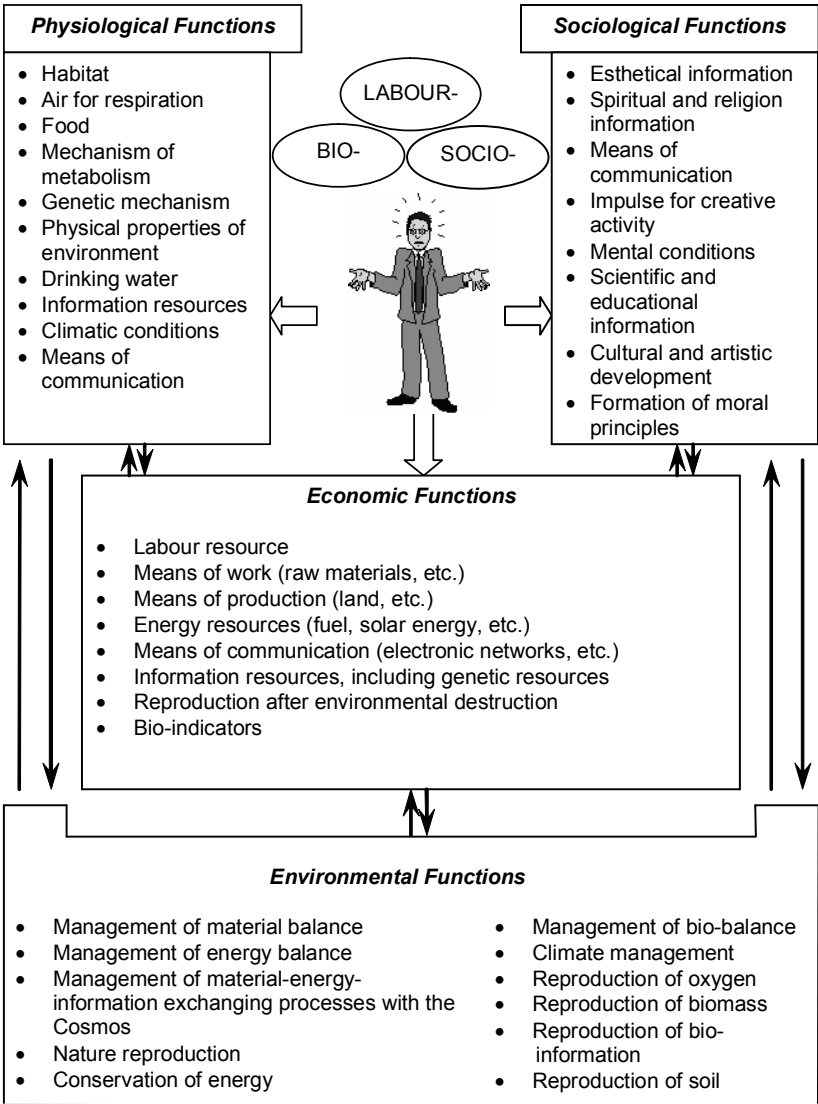 Physiological Functions
• Habitat
• Air for respiration
• Food
• Mechanism of
metabolism
• Genetic mechanism
• Physical properties of
environment
• Drinking water
• Information resources
• Climatic conditions
• Means of
communication
LABOUR-
BIO-
SOCIO-
Sociological Functions
• Esthetical information
• Spiritual and religion
information
• Means of
communication
• Impulse for creative
activity
• Mental conditions
• Scientific and
educational
information
• Cultural and artistic
development
• Formation of moral
principles
Economic Functions
• Labour resource
• Means of work (raw materials, etc.)
• Means of production (land, etc.)
• Energy resources (fuel, solar energy, etc.)
• Means of communication (electronic networks, etc.)
• Information resources, including genetic resources
• Reproduction after environmental destruction
• Bio-indicators
Environmental Functions
• Management of material balance
• Management of energy balance
• Management of material-energy-
information exchanging processes with the
Cosmos
• Nature reproduction
• Conservation of energy
• Management of bio-balance
• Climate management
• Reproduction of oxygen
• Reproduction of biomass
• Reproduction of bio-
information
• Reproduction of soil